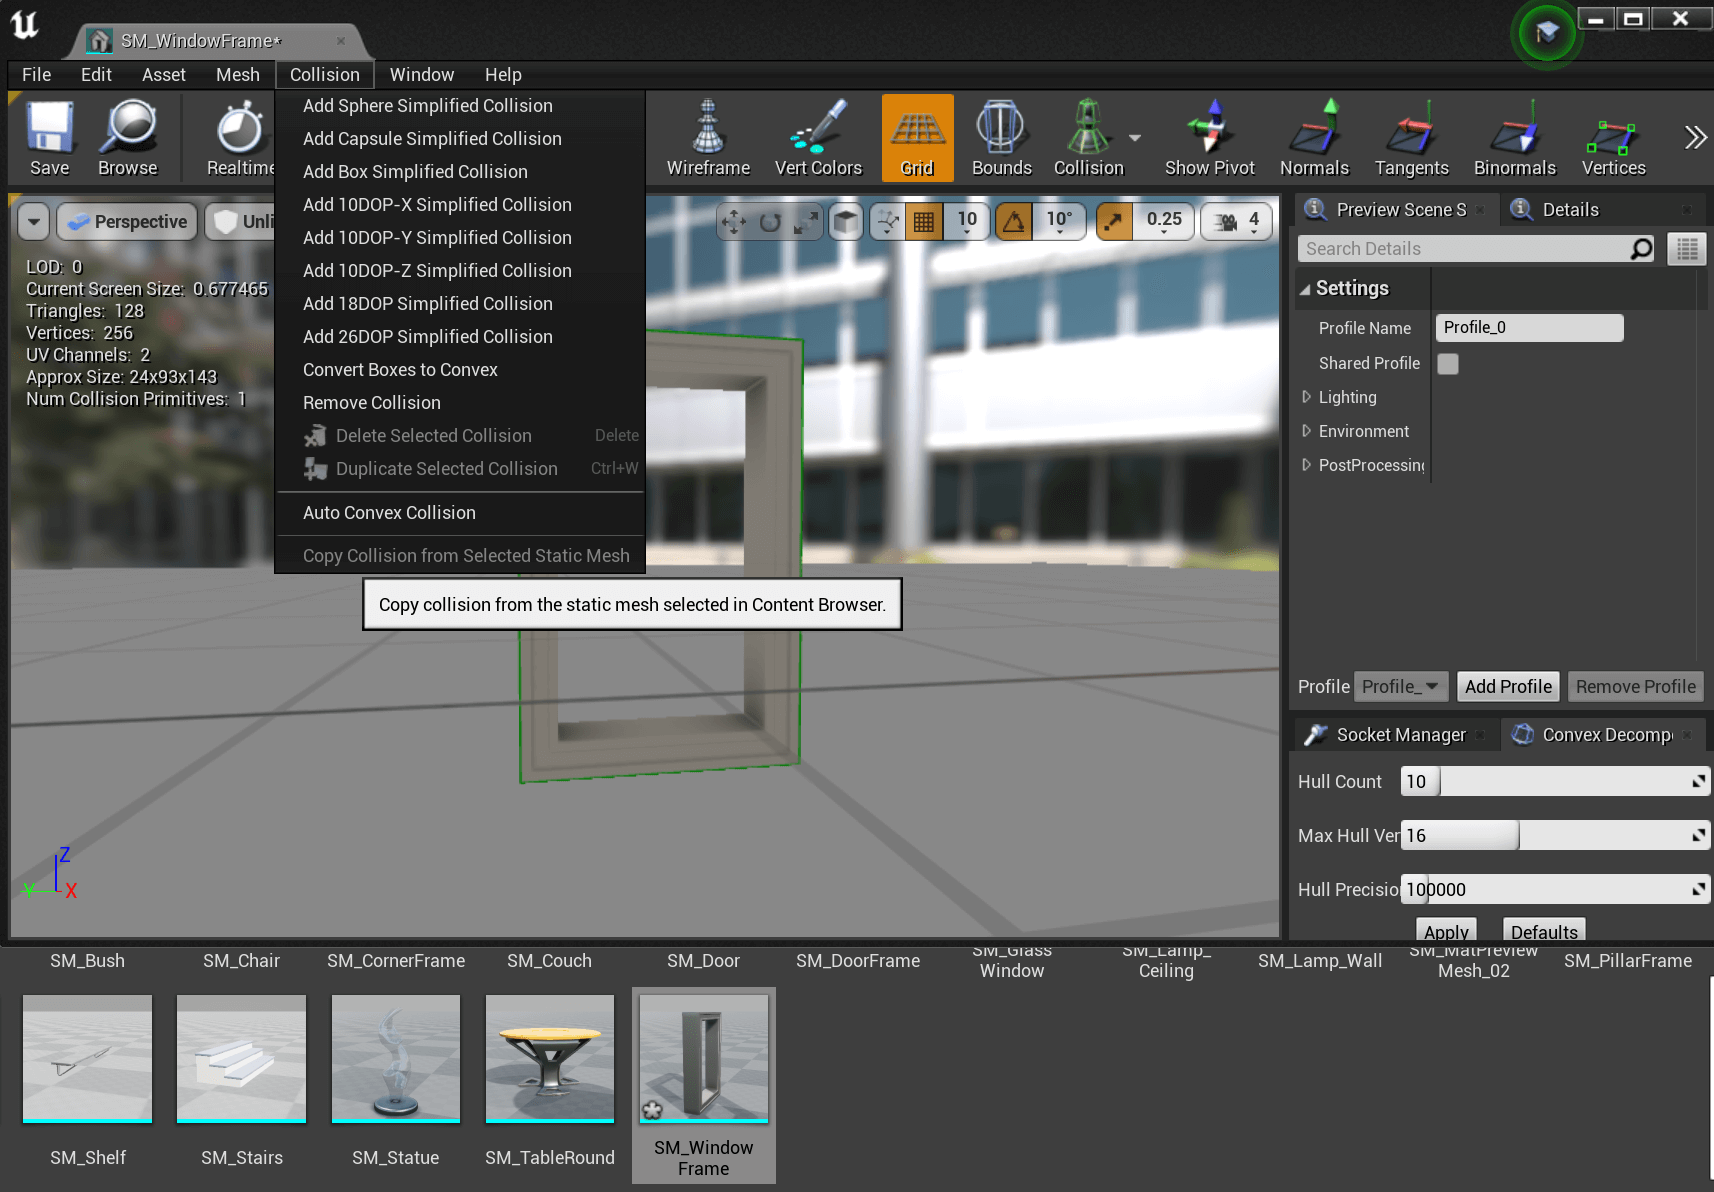 SM_WindowFrame*
File Edit Asset Mesh Collision Window Help
Save Browse Realtime Wireframe Vert Colors Grid Bounds Collision Show Pivot Normals Tangents Binormals Vertices
Add Sphere Simplified Collision
Add Capsule Simplified Collision
Add Box Simplified Collision
Add 10DOP-X Simplified Collision
Add 10DOP-Y Simplified Collision
Add 10DOP-Z Simplified Collision
Add 18DOP Simplified Collision
Add 26DOP Simplified Collision
Convert Boxes to Convex
Remove Collision
Delete Selected Collision Delete
Duplicate Selected Collision Ctrl+W
Auto Convex Collision
Copy Collision from Selected Static Mesh
Copy collision from the static mesh selected in Content Browser.
Perspective Unli 10 10° 0.25 4
LOD: 0
Current Screen Size: 0.677465
Triangles: 128
Vertices: 256
UV Channels: 2
Approx Size: 24x93x143
Num Collision Primitives: 1
Z
Y X
Preview Scene S Details
Search Details
Settings
Profile Name Profile_0
Shared Profile
Lighting
Environment
PostProcessing
Profile Profile_ Add Profile Remove Profile
Socket Manager Convex Decomp
Hull Count 10
Max Hull Ver 16
Hull Precisio 100000
Apply Defaults
SM_Bush SM_Chair SM_CornerFrame SM_Couch SM_Door SM_DoorFrame SM_Glass SM_Lamp_ SM_Lamp_Wall SM_MatPreview SM_PillarFrame
Window Ceiling Mesh_02
SM_Shelf SM_Stairs SM_Statue SM_TableRound SM_Window
Frame